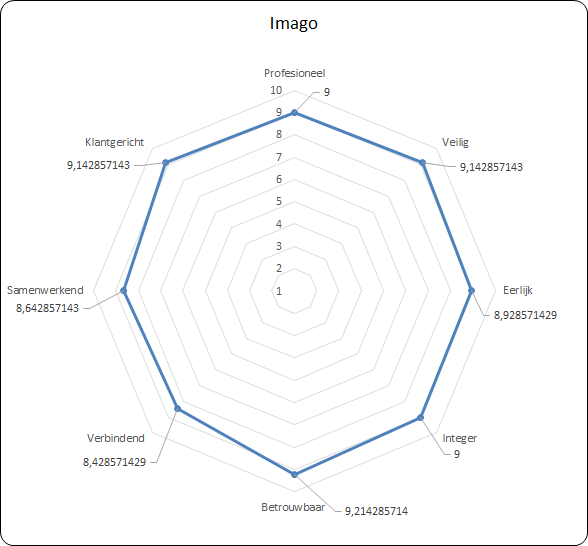 Imago
Profesioneel
10
9
9
8
7
6
5
4
3
2
1
Klantgericht
9,142857143
Veilig
9,142857143
Samenwerkend
8,642857143
Eerlijk
8,928571429
Verbindend
8,428571429
Integer
9
Betrouwbaar
9,214285714